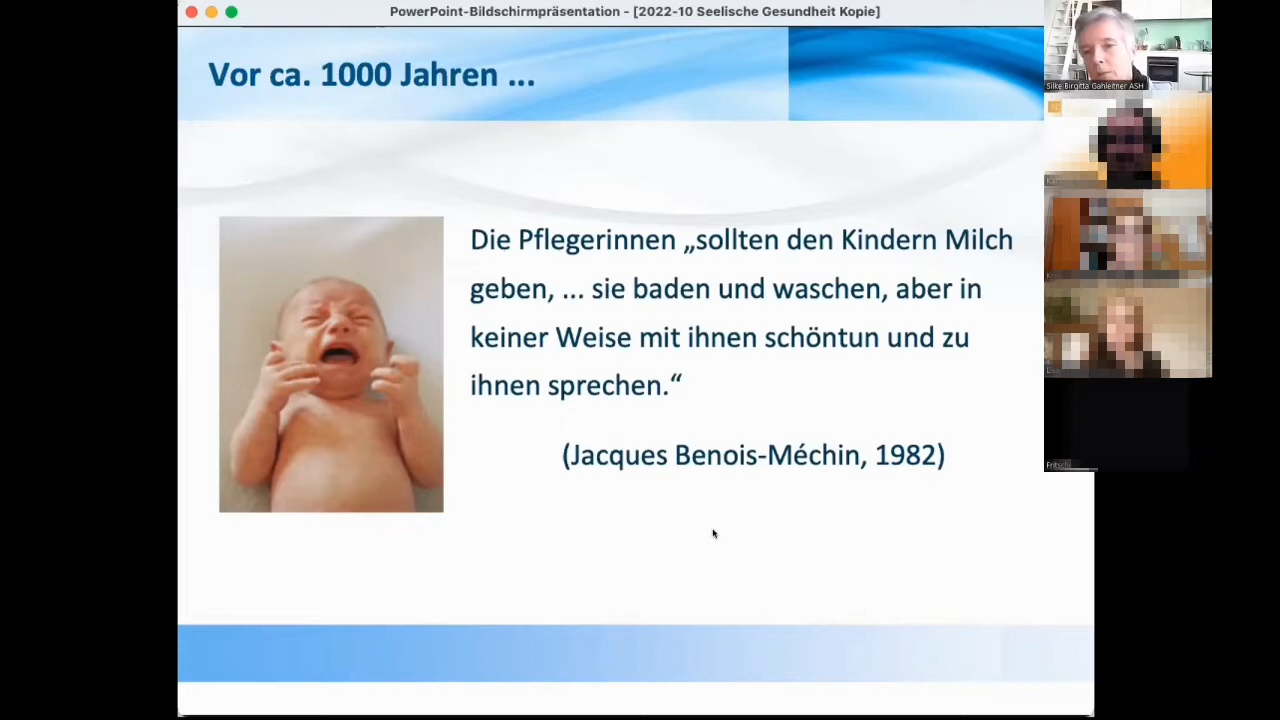 PowerPoint-Bildschirmpräsentation - [2022-10 Seelische Gesundheit Kopie]
Vor ca. 1000 Jahren ...
Die Pflegerinnen „sollten den Kindern Milch
geben, ... sie baden und waschen, aber in
keiner Weise mit ihnen schöntun und zu
ihnen sprechen.“
(Jacques Benois-Méchin, 1982)
Silke Birgitta Gahleitner ASH